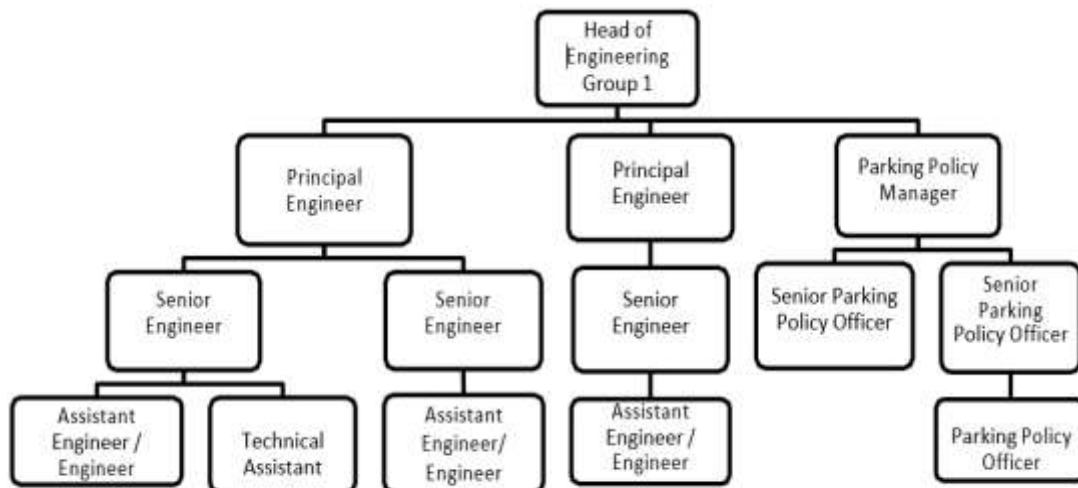 Head of
Engineering
Group 1
Principal
Engineer
Principal
Engineer
Parking Policy
Manager
Senior
Engineer
Senior
Engineer
Senior
Engineer
Senior Parking
Policy Officer
Senior
Parking
Policy Officer
Assistant
Engineer /
Engineer
Technical
Assistant
Assistant
Engineer/
Engineer
Assistant
Engineer /
Engineer
Parking Policy
Officer